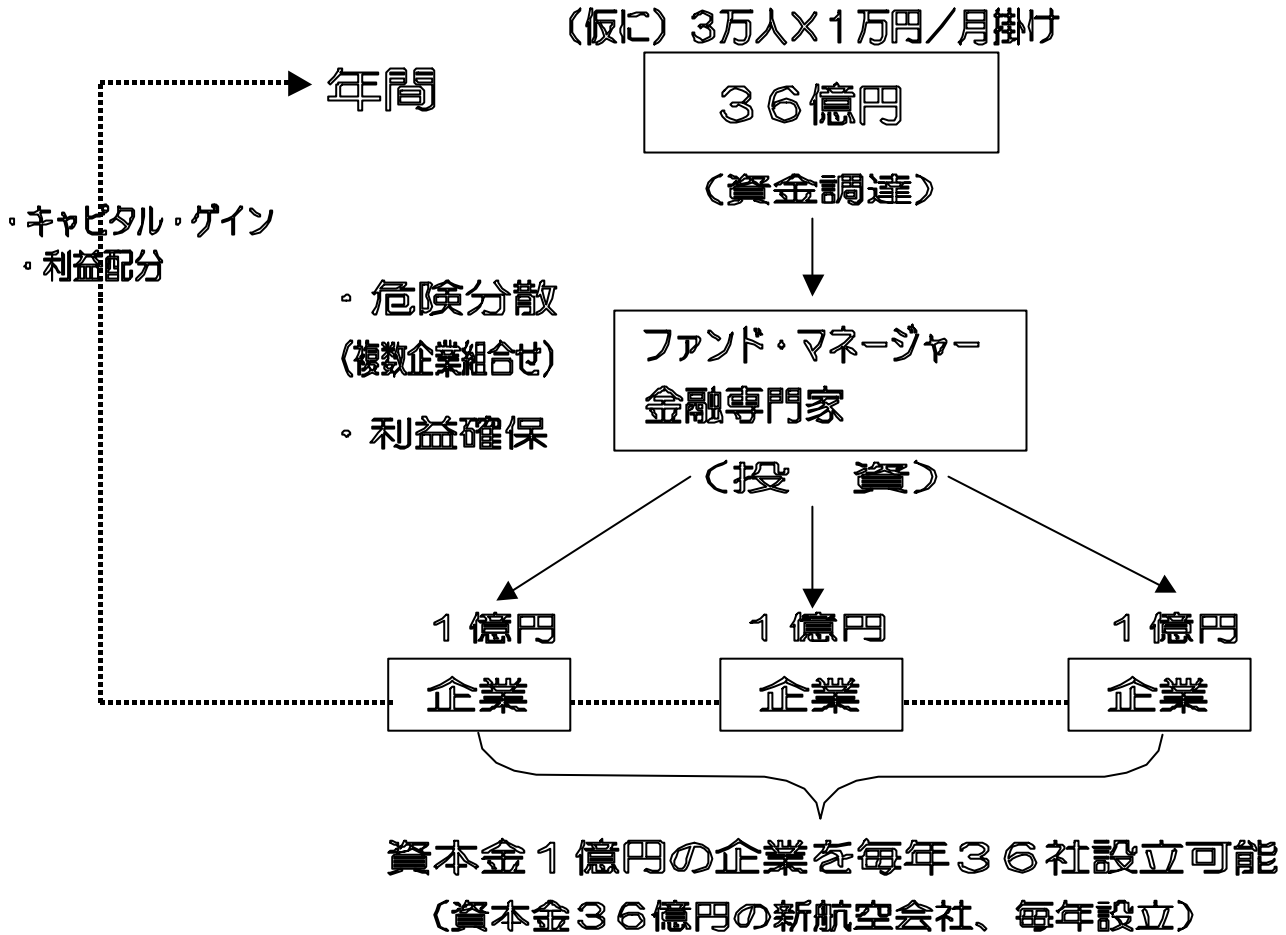 （仮に）３万人×１万円／月掛け
年間
３６億円
（資金調達）
・キャピタル・ゲイン
・利益配分
・危険分散
（複数企業組合せ）
・利益確保
ファンド・マネージャー
金融専門家
（投　資）
１億円
１億円
１億円
企業
企業
企業
資本金１億円の企業を毎年３６社設立可能
（資本金３６億円の新航空会社、毎年設立）